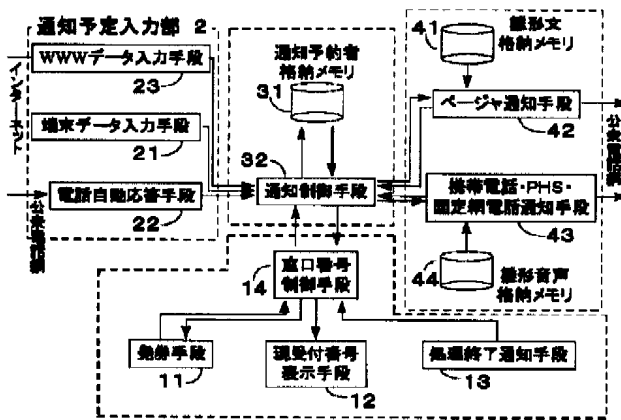 通知予定入力部 2
WWWデータ入力手段
23
端末データ入力手段
21
電話自動応答手段
22
インターネット
公衆電話網
通知予約者
格納メモリ
31
32
通知制御手段
41
雛形文
格納メモリ
ページャ通知手段
42
携帯電話・PHS・
固定網電話通知手段
43
44
雛形音声
格納メモリ
公衆電話網
14
窓口番号
制御手段
発券手段
11
現受付番号
表示手段
12
処理終了通知手段
13